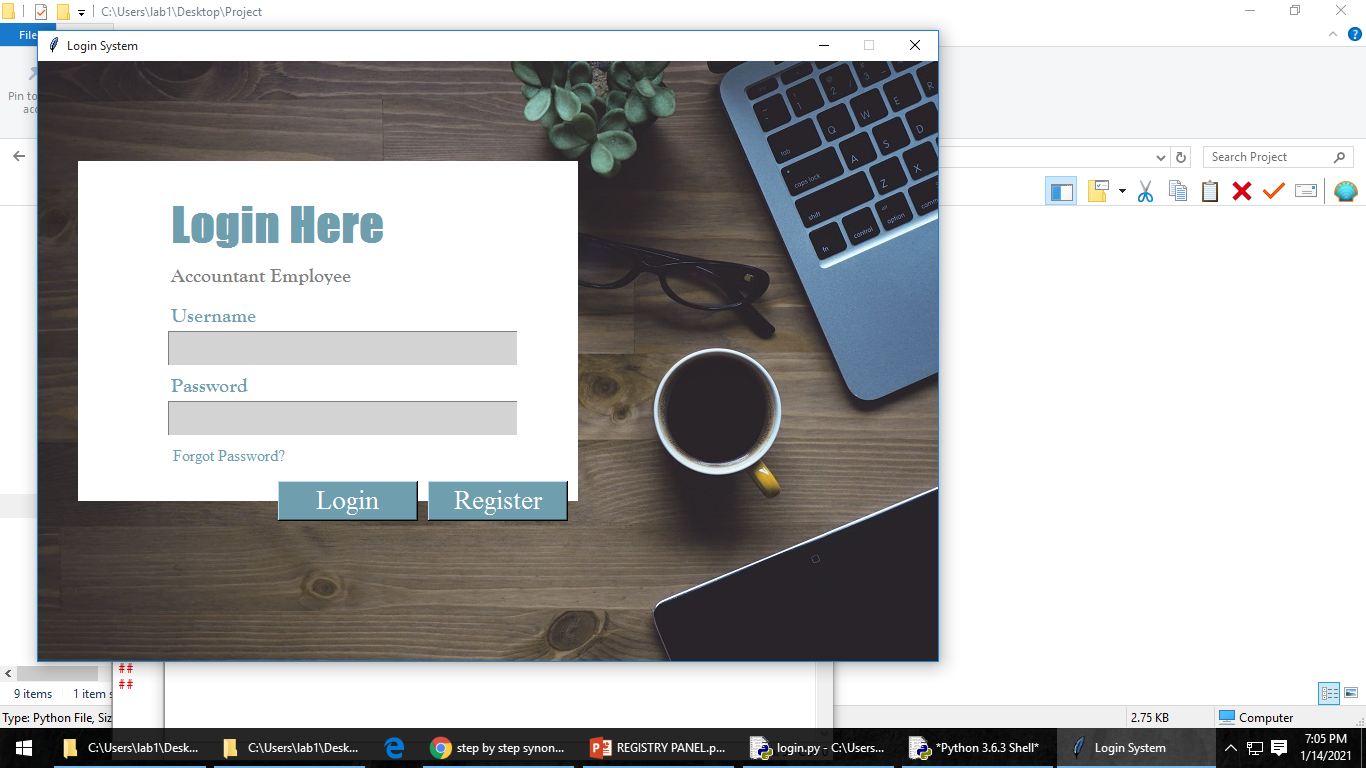 C:\Users\lab1\Desktop\Project
File
Login System
Pin to
acc
Search Project
Login Here
Accountant Employee
Username
Password
Forgot Password?
Login
Register
tab
caps lock
shift
fn
control
option
Q
W
E
R
A
S
D
Z
X
##
##
9 items
1 item s
Type: Python File, Siz
2.75 KB
Computer
C:\Users\lab1\Desk...
C:\Users\lab1\Desk...
step by step synon...
REGISTRY PANEL.p...
login.py - C:\Users...
*Python 3.6.3 Shell*
Login System
7:05 PM
1/14/2021